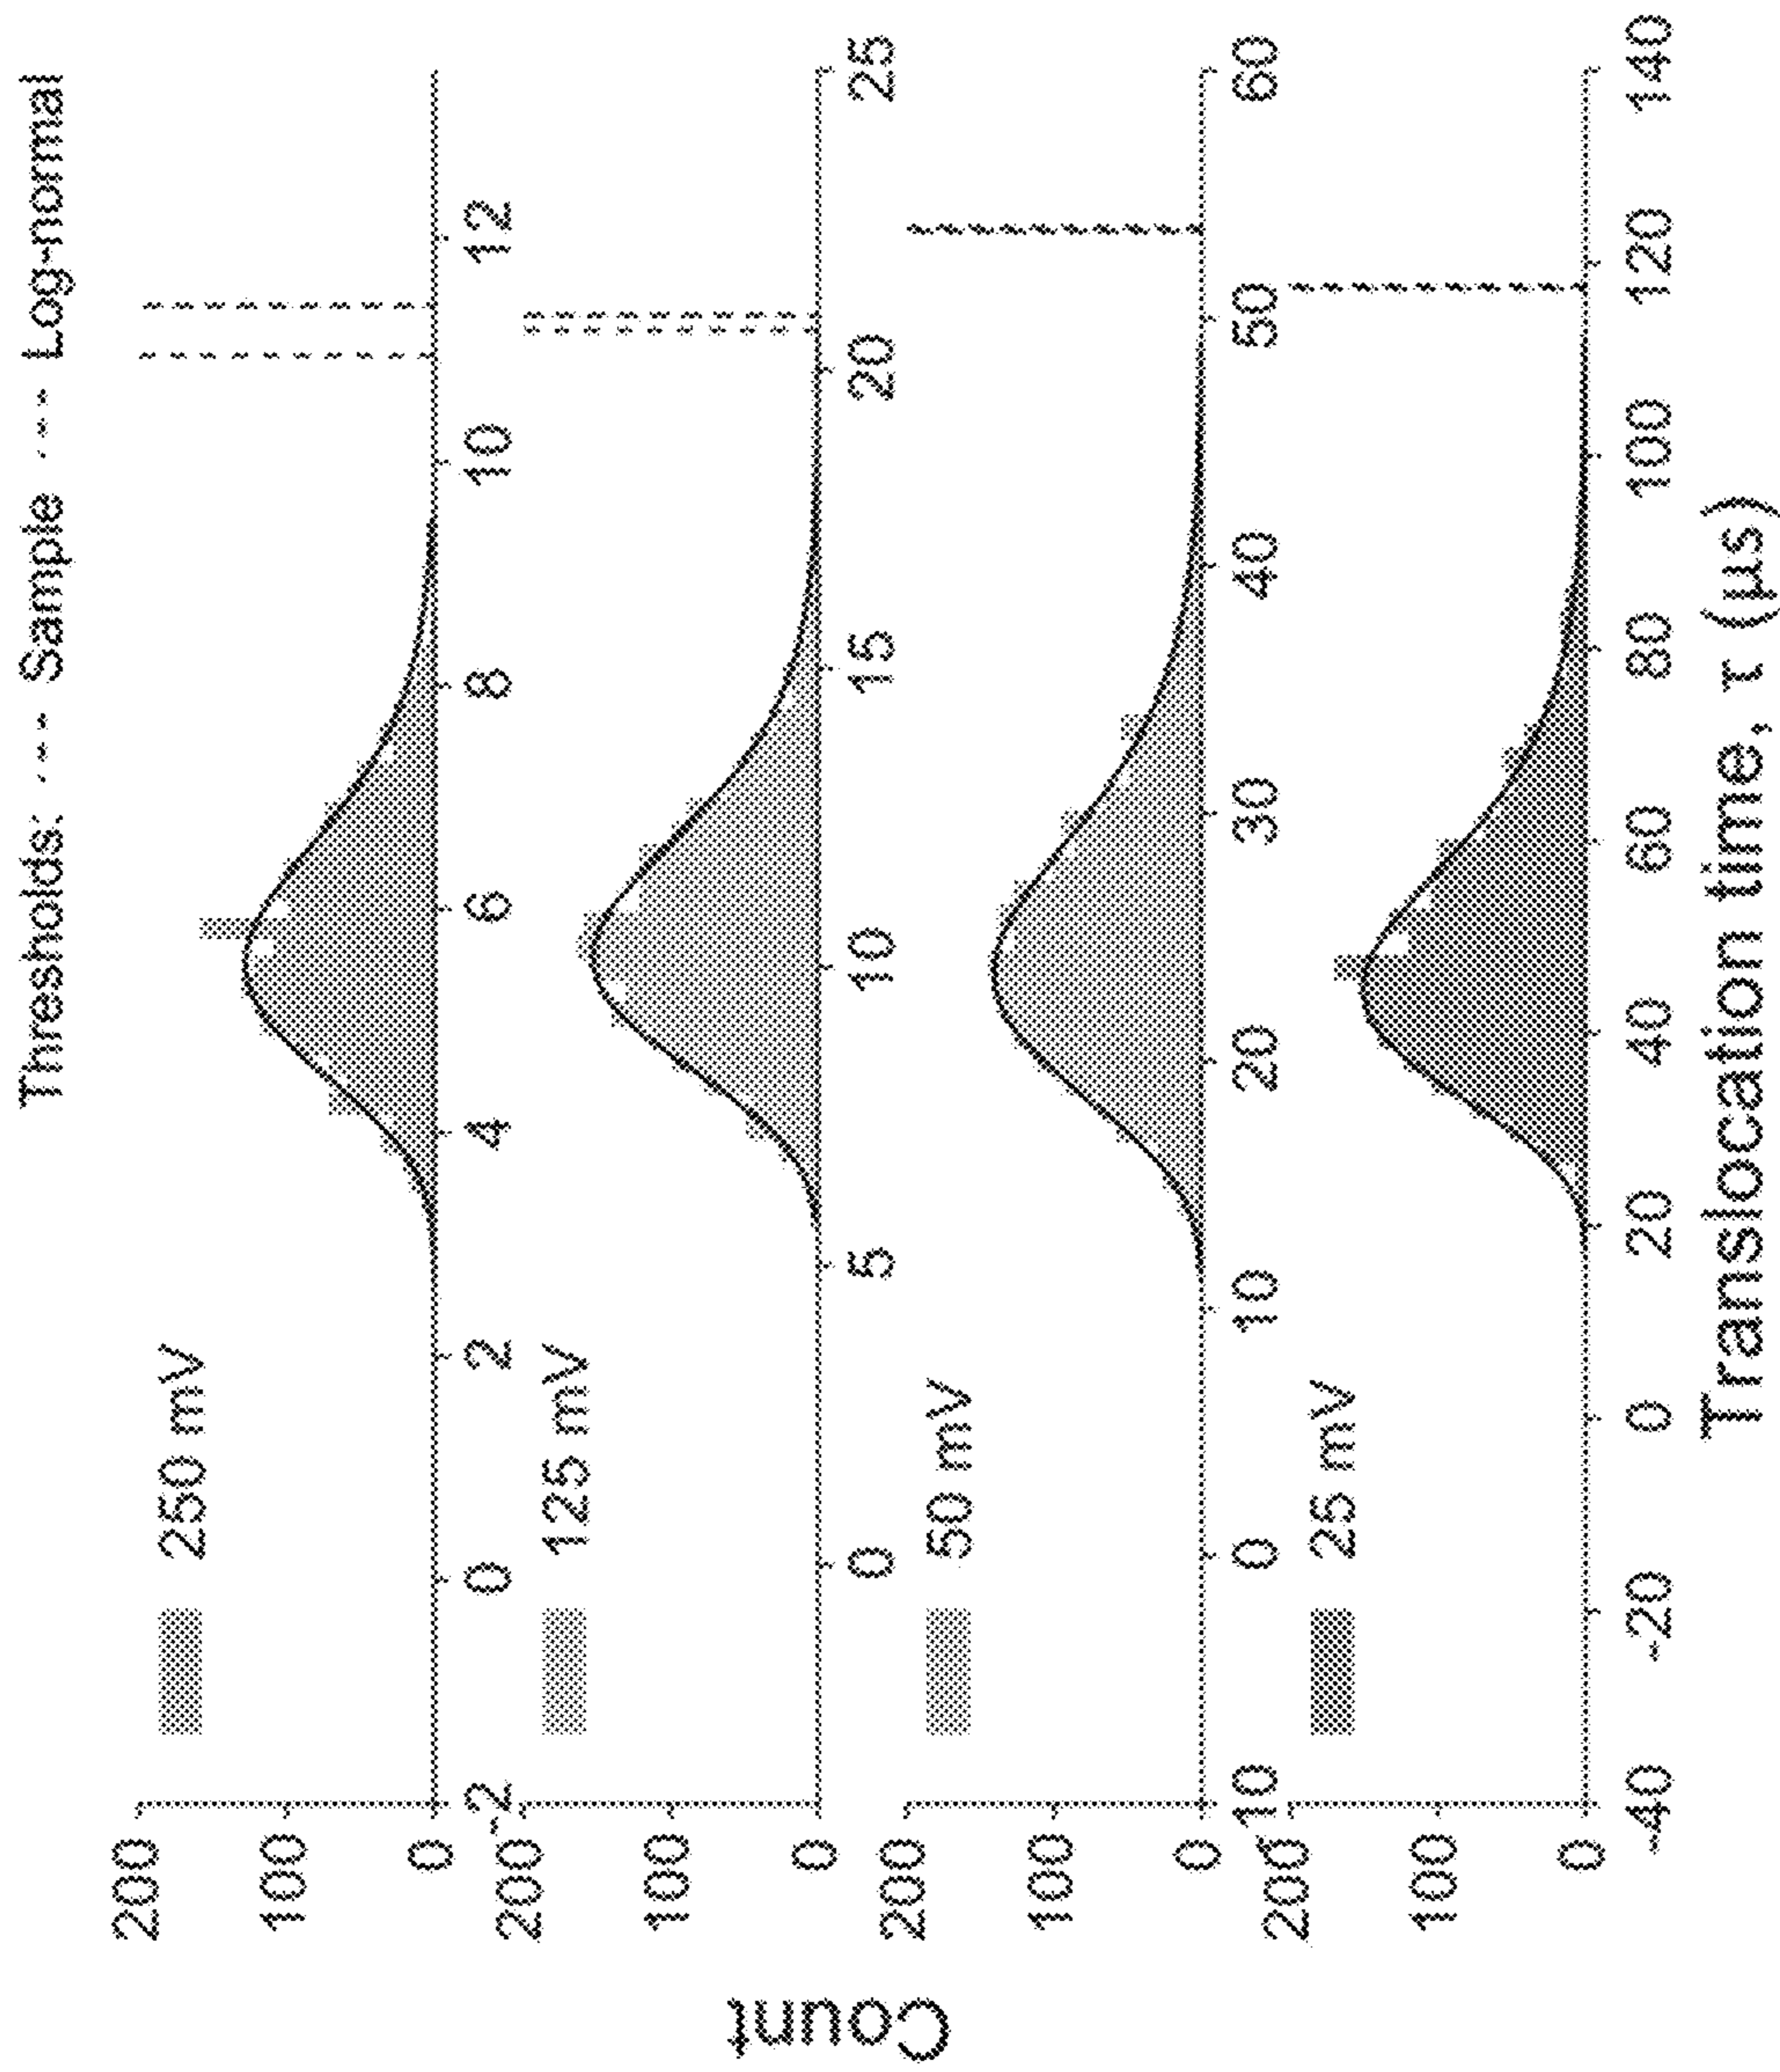 Thresholds: --- Sample --- Log-normal
Count
250 mV
200
100
0
-2 0 2 4 6 8 10 12
125 mV
200
100
0
0 5 10 15 20 25
50 mV
200
100
0
-10 0 10 20 30 40 50 60
25 mV
200
100
0
-40 -20 0 20 40 60 80 100 120 140
Translocation time, τ (μs)